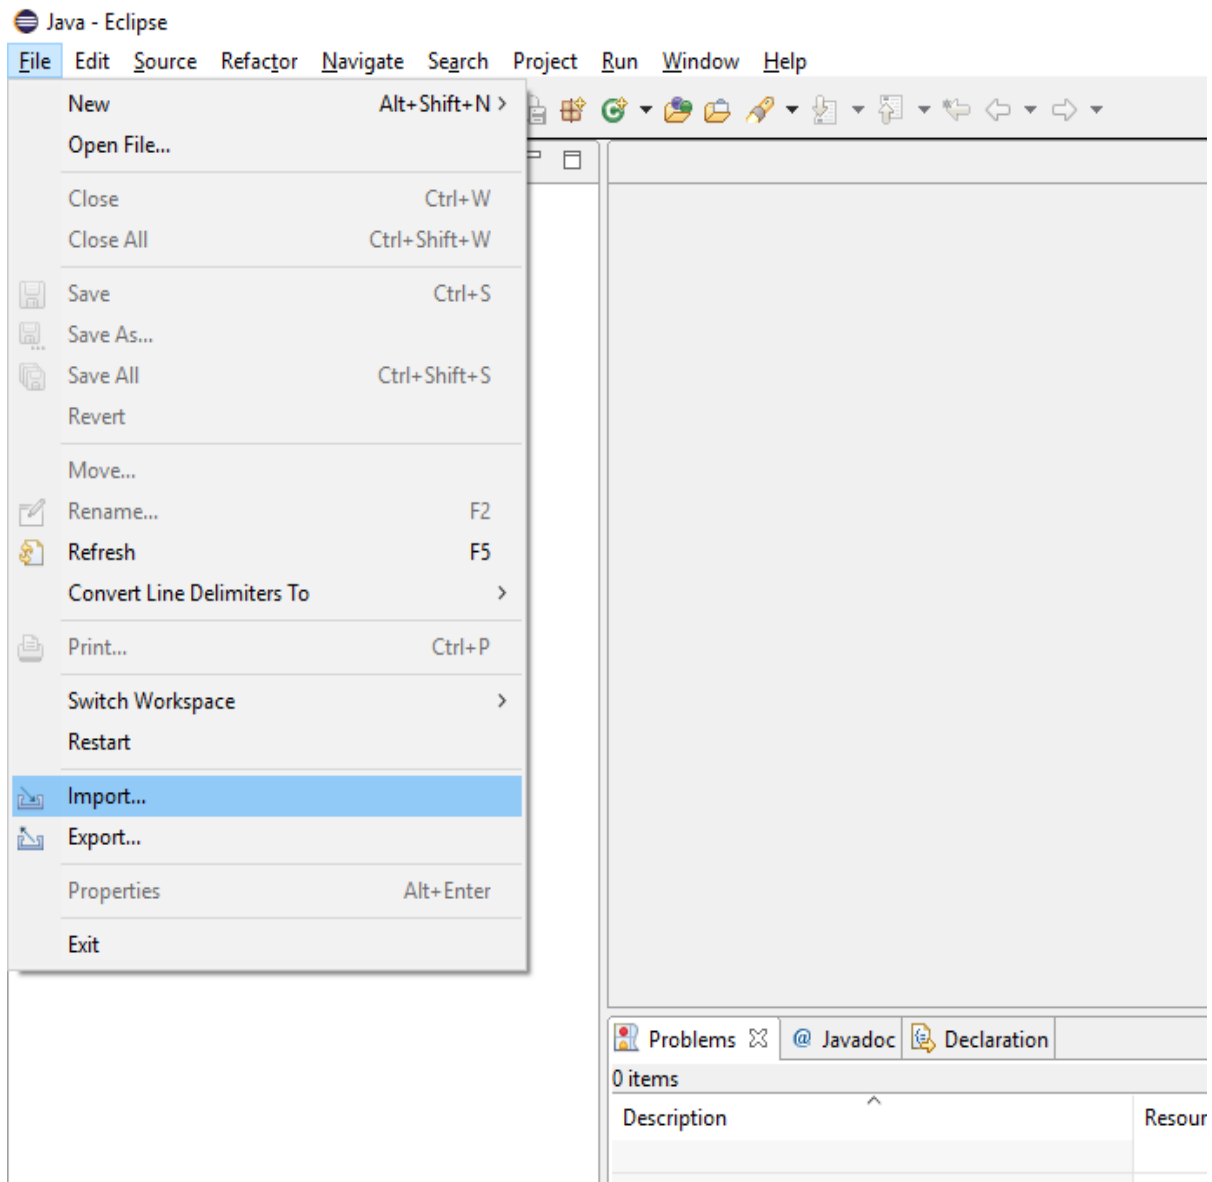 Java - Eclipse
File Edit Source Refactor Navigate Search Project Run Window Help
New Alt+Shift+N >
Open File...
Close Ctrl+W
Close All Ctrl+Shift+W
Save Ctrl+S
Save As...
Save All Ctrl+Shift+S
Revert
Move...
Rename... F2
Refresh F5
Convert Line Delimiters To >
Print... Ctrl+P
Switch Workspace >
Restart
Import...
Export...
Properties Alt+Enter
Exit
Problems @ Javadoc Declaration
0 items
Description Resour